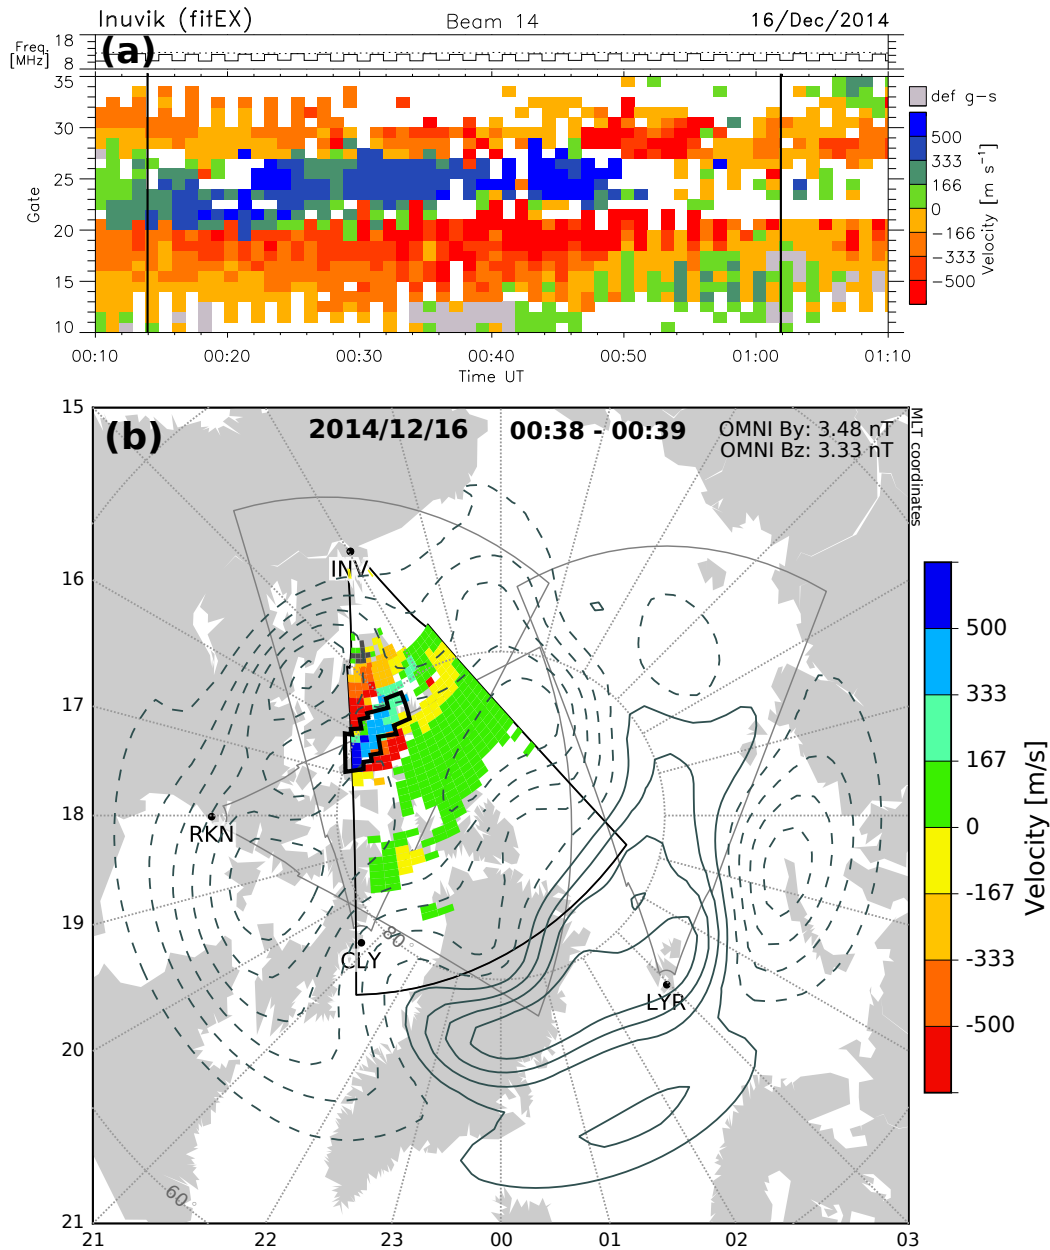 Inuvik (fitEX)
Beam 14
16/Dec/2014
Freq.
[MHz]
18
8
(a)
35
30
25
20
15
10
Gate
00:10
00:20
00:30
00:40
00:50
01:00
01:10
Time UT
def g-s
500
333
166
0
-166
-333
-500
Velocity [m s⁻¹]
15
(b)
2014/12/16
00:38 - 00:39
OMNI By: 3.48 nT
OMNI Bz: 3.33 nT
MLT coordinates
INV
16
17
18
RKN
19
80°
CLY
LYR
20
60°
21
21
22
23
00
01
02
03
500
333
167
0
-167
-333
-500
Velocity [m/s]